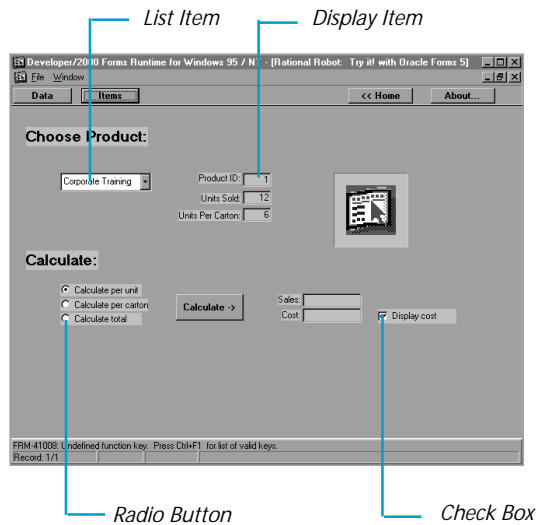 List Item Display Item
Developer/2000 Forms Runtime for Windows 95 / NT - [Rational Robot: Try it! with Oracle Forms 5]
File Window
Data Items << Home About...
Choose Product:
Corporate Training Product ID: 1
Units Sold: 12
Units Per Carton: 6
Calculate:
Calculate per unit
Calculate per carton
Calculate total
Calculate ->
Sales:
Cost:
Display cost
FRM-41008: Undefined function key. Press Ctrl+F1 for list of valid keys.
Record: 1/1
Radio Button Check Box